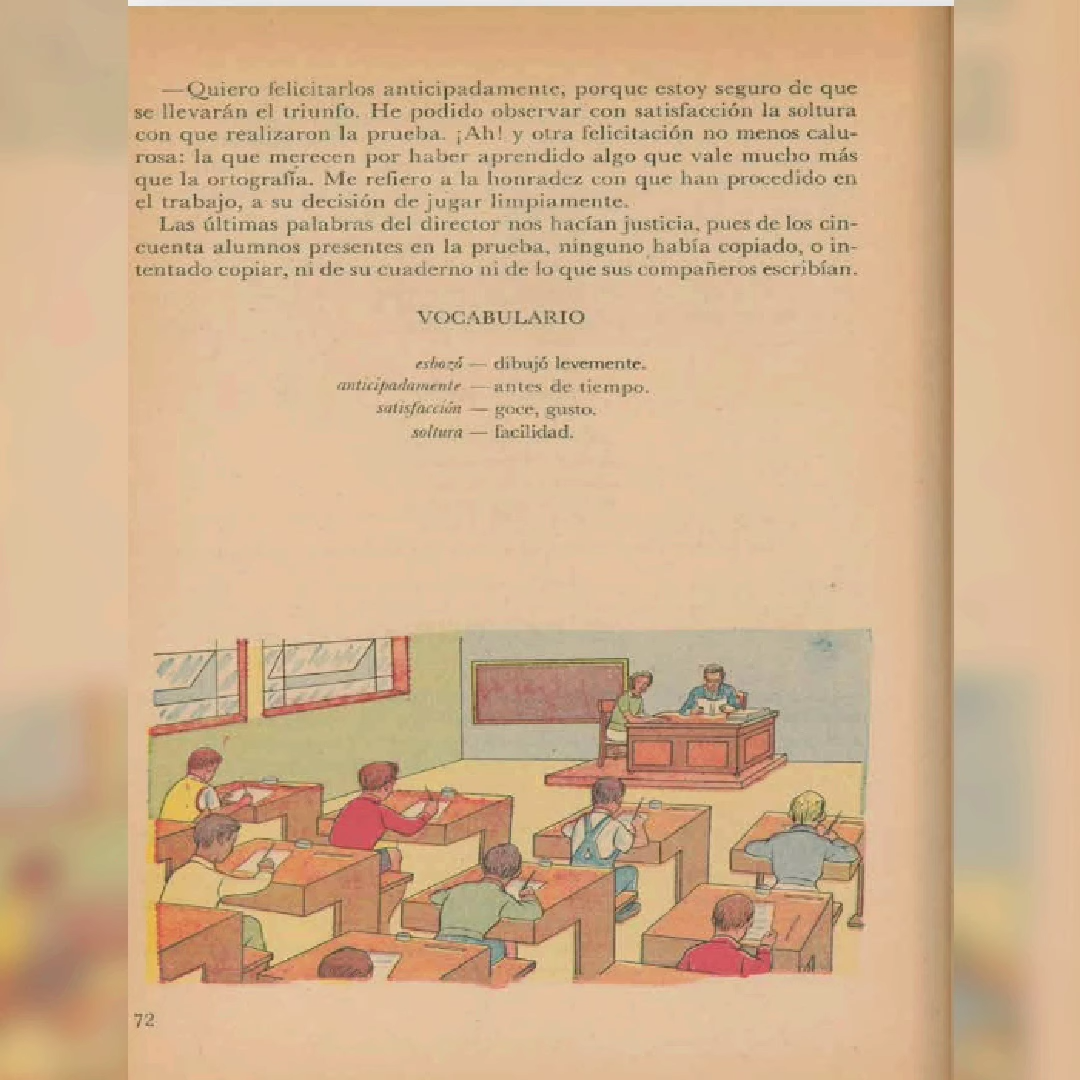 —Quiero felicitarlos anticipadamente, porque estoy seguro de que
se llevarán el triunfo. He podido observar con satisfacción la soltura
con que realizaron la prueba. ¡Ah! y otra felicitación no menos calu-
rosa: la que merecen por haber aprendido algo que vale mucho más
que la ortografía. Me refiero a la honradez con que han procedido en
el trabajo, a su decisión de jugar limpiamente.
Las últimas palabras del director nos hacían justicia, pues de los cin-
cuenta alumnos presentes en la prueba, ninguno había copiado, o in-
tentado copiar, ni de su cuaderno ni de lo que sus compañeros escribían.
VOCABULARIO
esbozó — dibujó levemente.
anticipadamente — antes de tiempo.
satisfacción — goce, gusto.
soltura — facilidad.
72